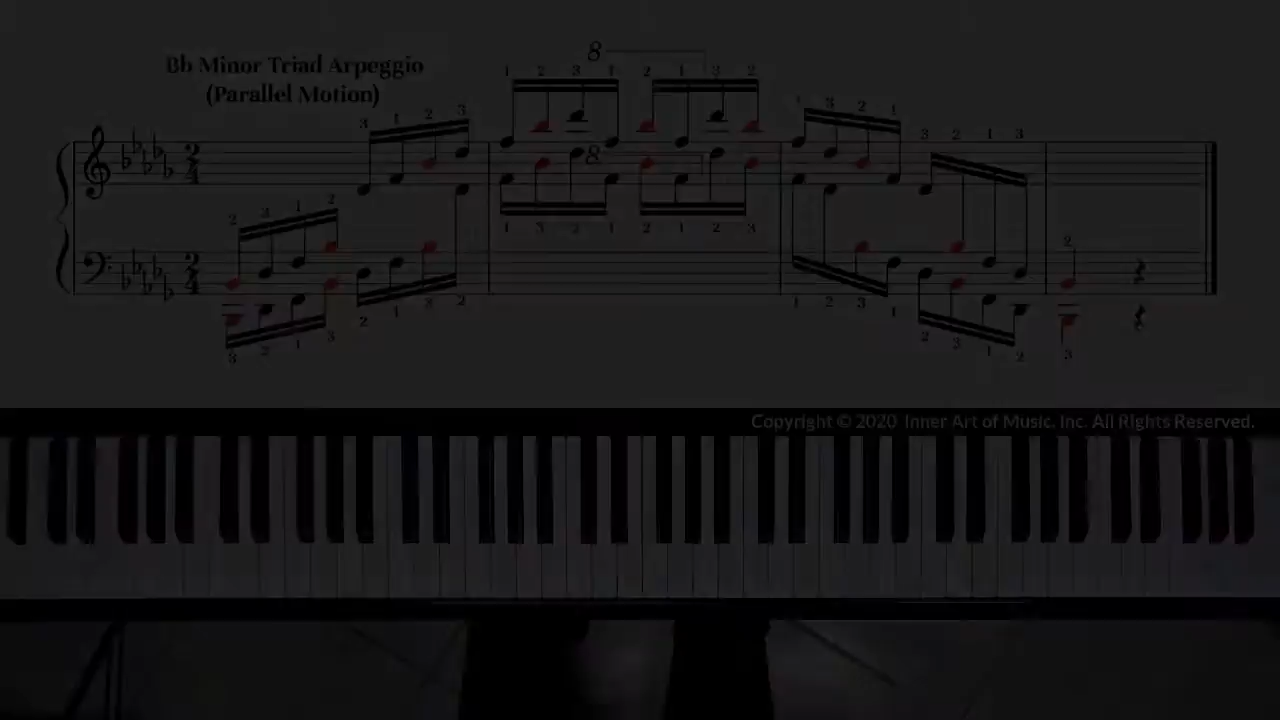 Bb Minor Triad Arpeggio
(Parallel Motion)
Copyright © 2020 Inner Art of Music, Inc. All Rights Reserved.